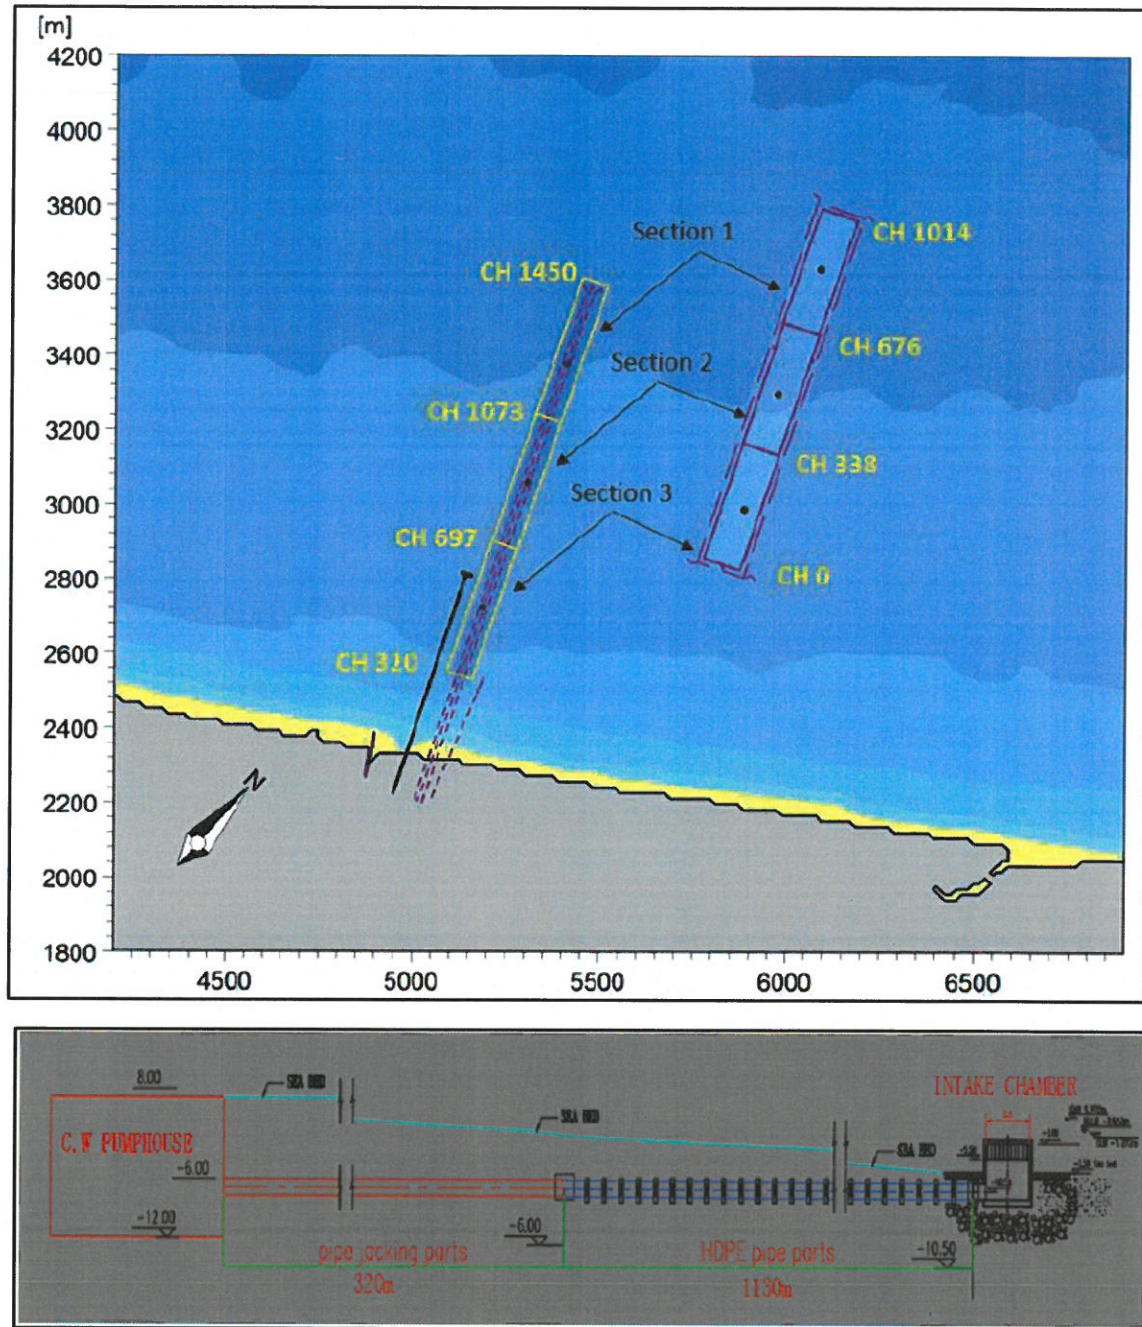 [m]
4200
4000
3800
3600
3400
3200
3000
2800
2600
2400
2200
2000
1800
4500
5000
5500
6000
6500
Section 1
Section 2
Section 3
CH 1450
CH 1073
CH 697
CH 320
CH 1014
CH 676
CH 338
CH 0
N
8.00
SEA BED
SEA BED
SEA BED
INTAKE CHAMBER
C.W PUMPHOUSE
-6.00
-12.00
-6.00
-10.50
pipe jacking parts
320m
HDPE pipe parts
1130m